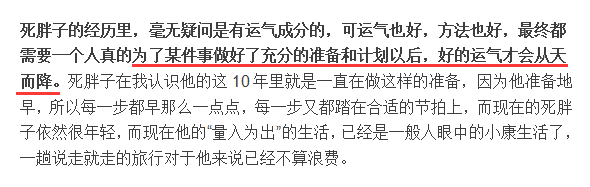 死胖子的经历里，毫无疑问是有运气成分的，可运气也好，方法也好，最终都
需要一个人真的为了某件事做好了充分的准备和计划以后，好的运气才会从天
而降。死胖子在我认识他的这 10 年里就是一直在做这样的准备，因为他准备地
早，所以每一步都早那么一点点，每一步又都踏在合适的节拍上，而现在的死胖
子依然很年轻，而现在他的“量入为出”的生活，已经是一般人眼中的小康生活了，
一趟说走就走的旅行对于他来说已经不算浪费。